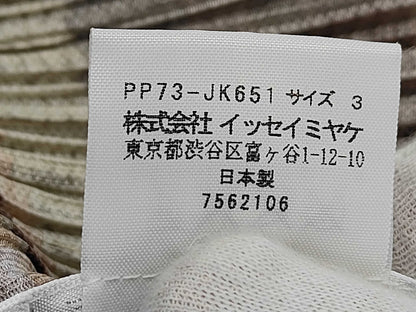 PP73-JK651 サイズ 3
株式会社 イッセイミヤケ
東京都渋谷区富ヶ谷1-12-10
日本製
7562106